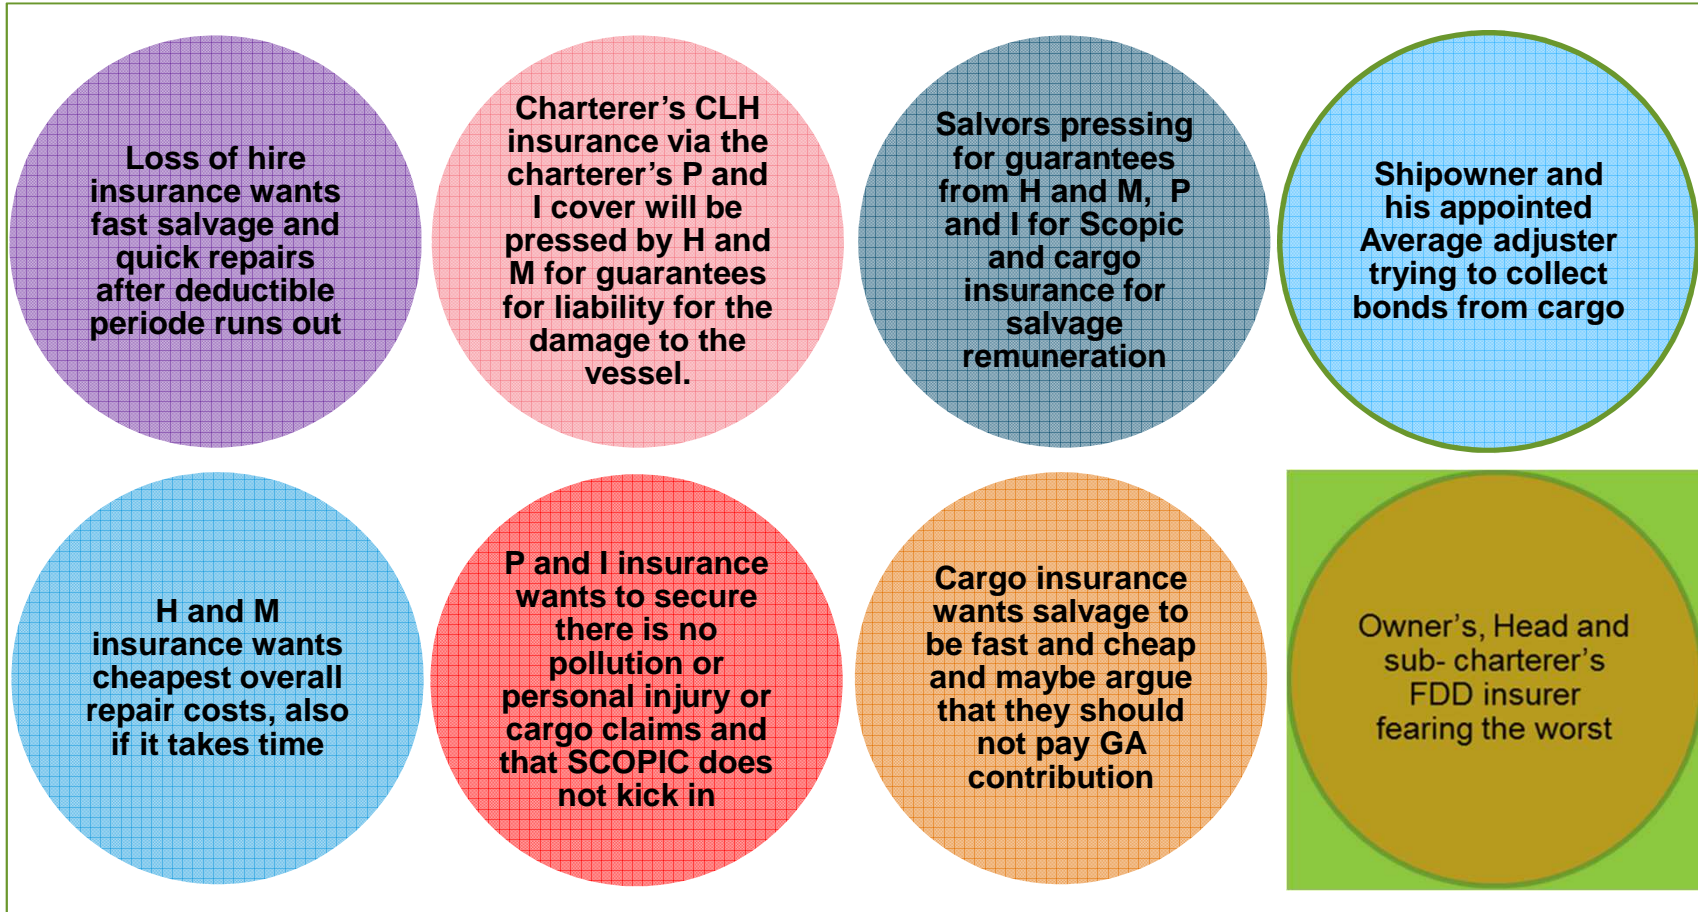 Loss of hire
insurance wants
fast salvage and
quick repairs
after deductible
periode runs out
Charterer's CLH
insurance via the
charterer's P and
I cover will be
pressed by H and
M for guarantees
for liability for the
damage to the
vessel.
Salvors pressing
for guarantees
from H and M, P
and I for Scopic
and cargo
insurance for
salvage
remuneration
Shipowner and
his appointed
Average adjuster
trying to collect
bonds from cargo
H and M
insurance wants
cheapest overall
repair costs, also
if it takes time
P and I insurance
wants to secure
there is no
pollution or
personal injury or
cargo claims and
that SCOPIC does
not kick in
Cargo insurance
wants salvage to
be fast and cheap
and maybe argue
that they should
not pay GA
contribution
Owner's, Head and
sub- charterer's
FDD insurer
fearing the worst